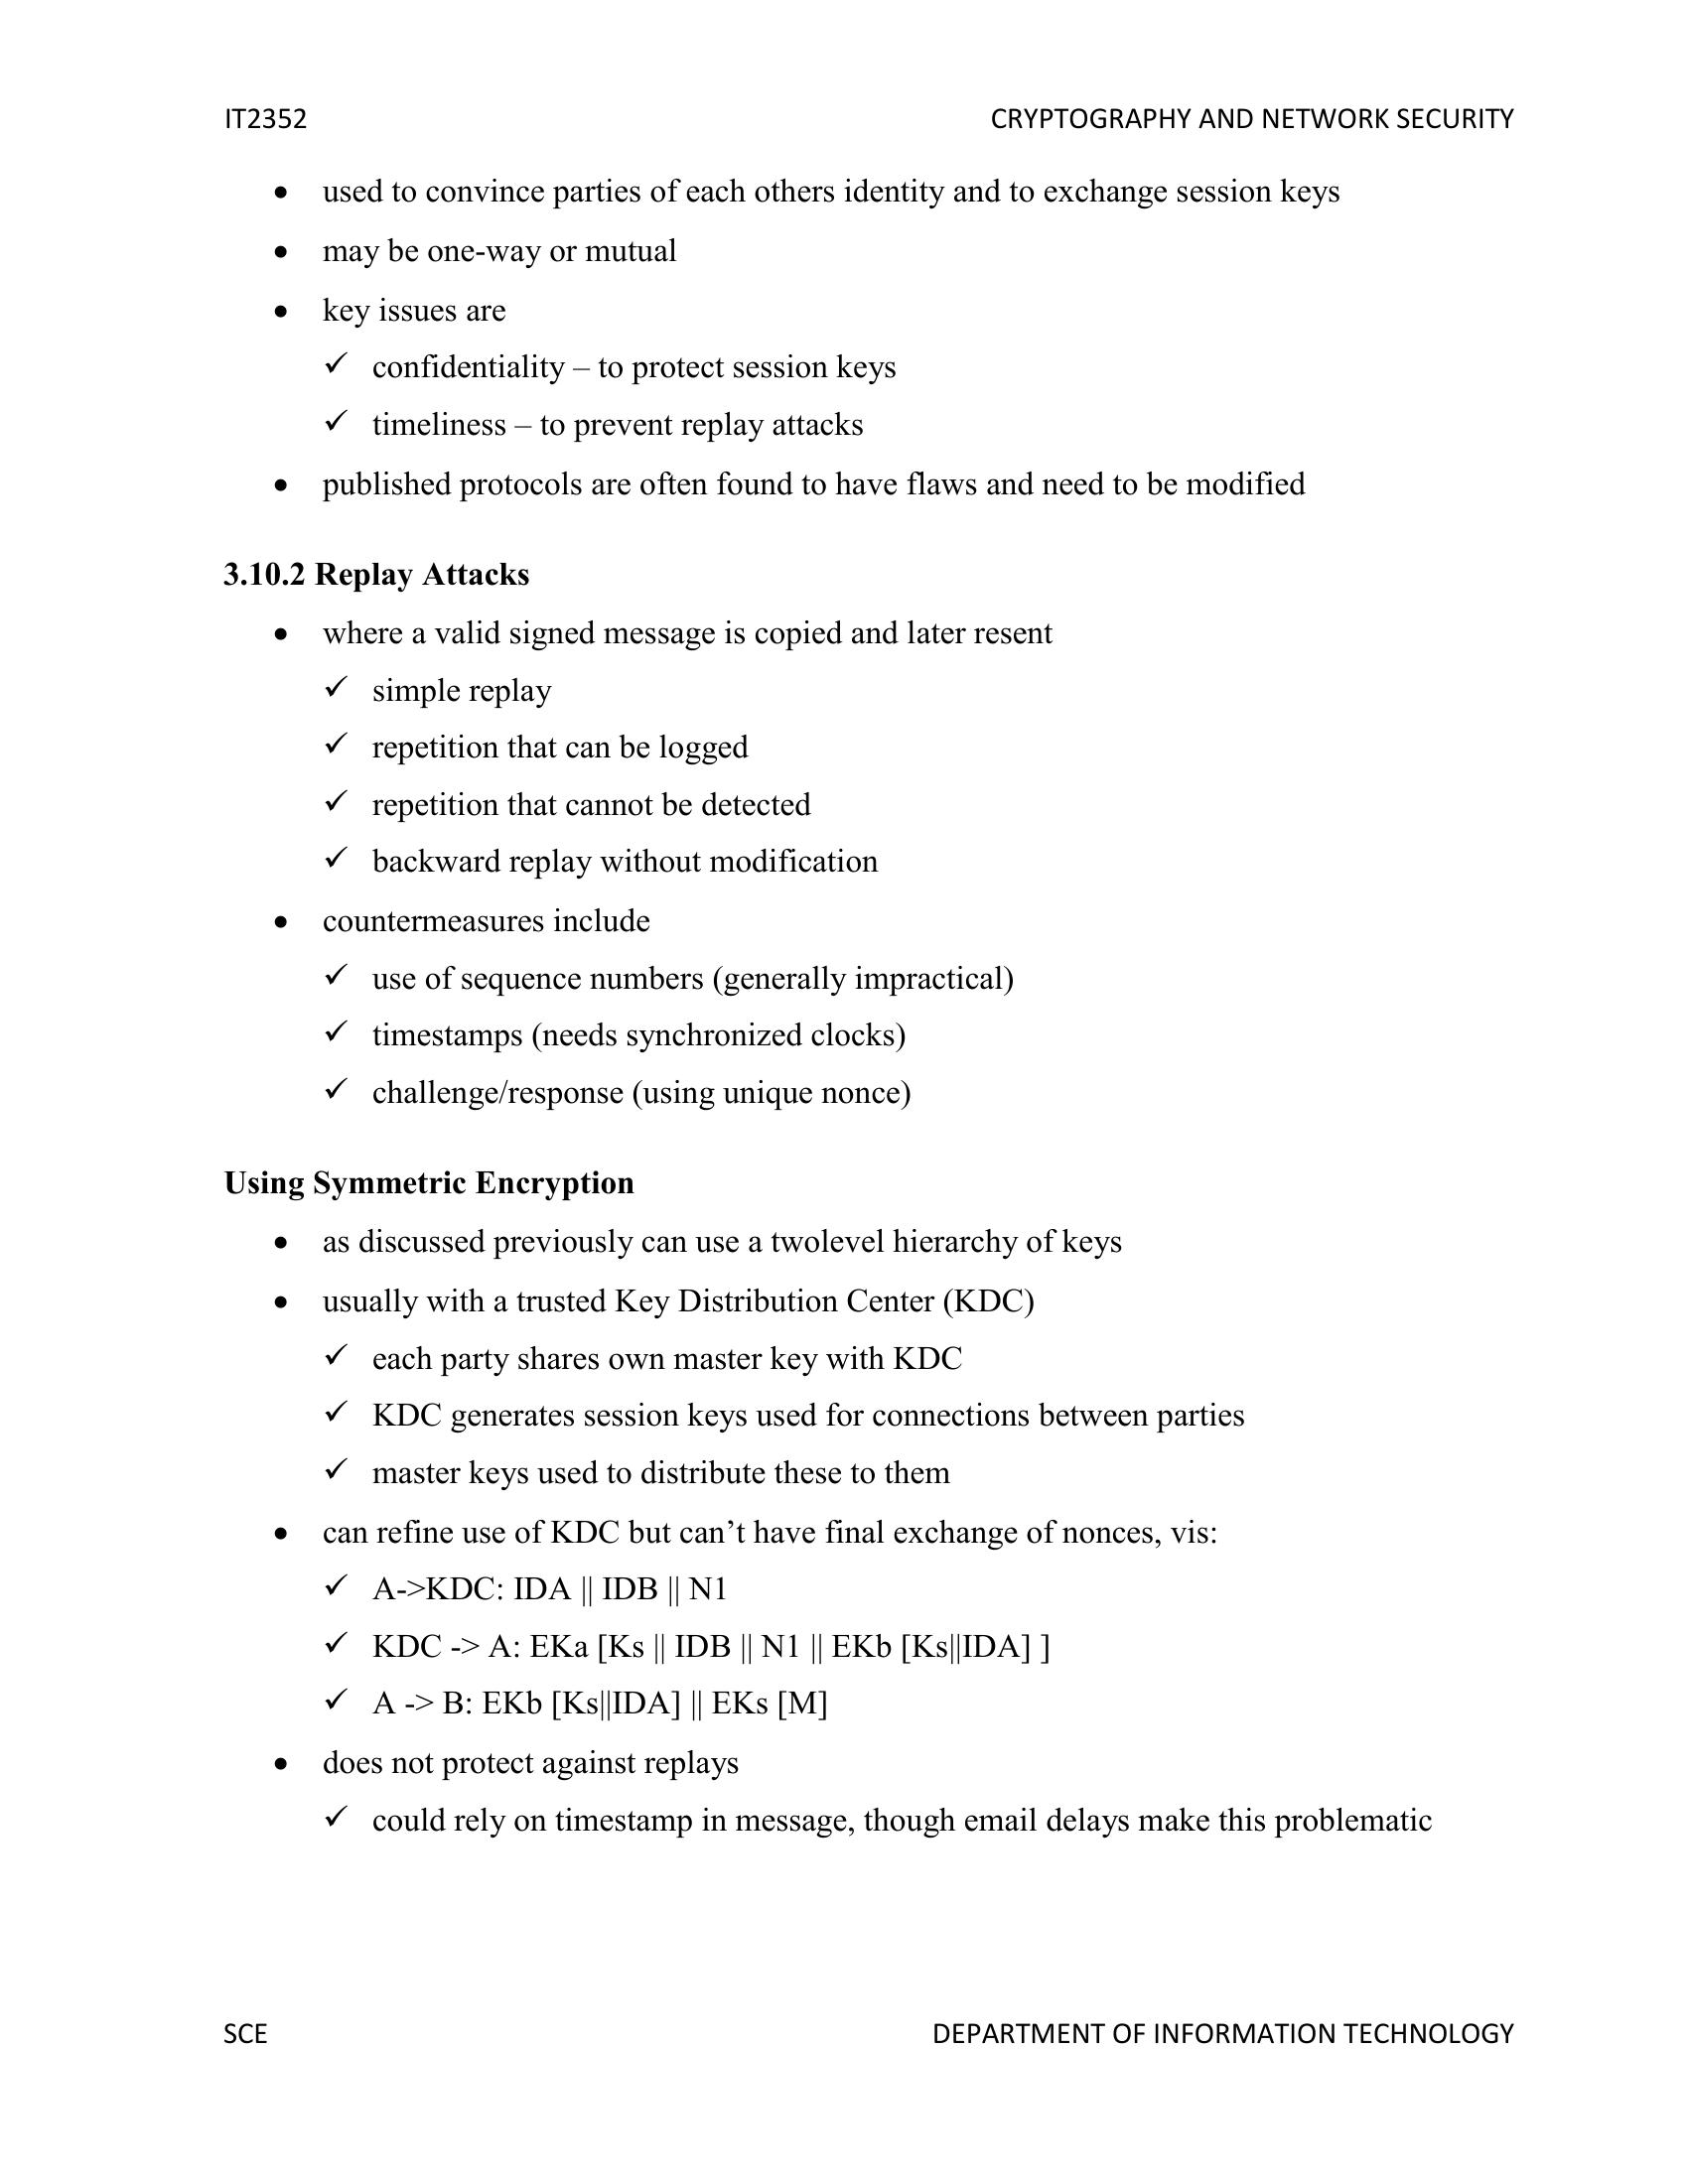 IT2352 CRYPTOGRAPHY AND NETWORK SECURITY
• used to convince parties of each others identity and to exchange session keys
• may be one-way or mutual
• key issues are
✓ confidentiality – to protect session keys
✓ timeliness – to prevent replay attacks
• published protocols are often found to have flaws and need to be modified
3.10.2 Replay Attacks
• where a valid signed message is copied and later resent
✓ simple replay
✓ repetition that can be logged
✓ repetition that cannot be detected
✓ backward replay without modification
• countermeasures include
✓ use of sequence numbers (generally impractical)
✓ timestamps (needs synchronized clocks)
✓ challenge/response (using unique nonce)
Using Symmetric Encryption
• as discussed previously can use a twolevel hierarchy of keys
• usually with a trusted Key Distribution Center (KDC)
✓ each party shares own master key with KDC
✓ KDC generates session keys used for connections between parties
✓ master keys used to distribute these to them
• can refine use of KDC but can’t have final exchange of nonces, vis:
✓ A->KDC: IDA || IDB || N1
✓ KDC -> A: EKa [Ks || IDB || N1 || EKb [Ks||IDA] ]
✓ A -> B: EKb [Ks||IDA] || EKs [M]
• does not protect against replays
✓ could rely on timestamp in message, though email delays make this problematic
SCE DEPARTMENT OF INFORMATION TECHNOLOGY